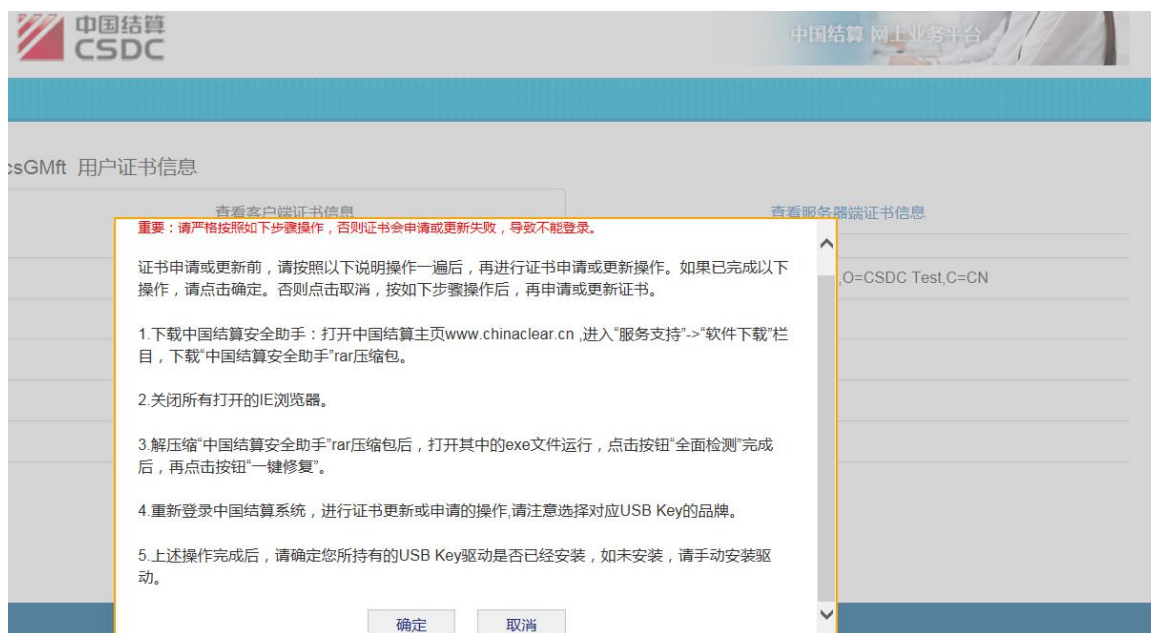 中国结算
CSDC
中国结算 网上业务平台
csGMft 用户证书信息
查看客户端证书信息
查看服务器端证书信息
重要：请严格按照如下步骤操作，否则证书会申请或更新失败，导致不能登录。
证书申请或更新前，请按照以下说明操作一遍后，再进行证书申请或更新操作。如果已完成以下
操作，请点击确定。否则点击取消，按如下步骤操作后，再申请或更新证书。
,O=CSDC Test,C=CN
1.下载中国结算安全助手：打开中国结算主页www.chinaclear.cn ,进入“服务支持”->“软件下载”栏
目，下载“中国结算安全助手”rar压缩包。
2.关闭所有打开的IE浏览器。
3.解压缩“中国结算安全助手”rar压缩包后，打开其中的exe文件运行，点击按钮“全面检测”完成
后，再点击按钮“一键修复”。
4.重新登录中国结算系统，进行证书更新或申请的操作,请注意选择对应USB Key的品牌。
5.上述操作完成后，请确定您所持有的USB Key驱动是否已经安装，如未安装，请手动安装驱
动。
确定
取消